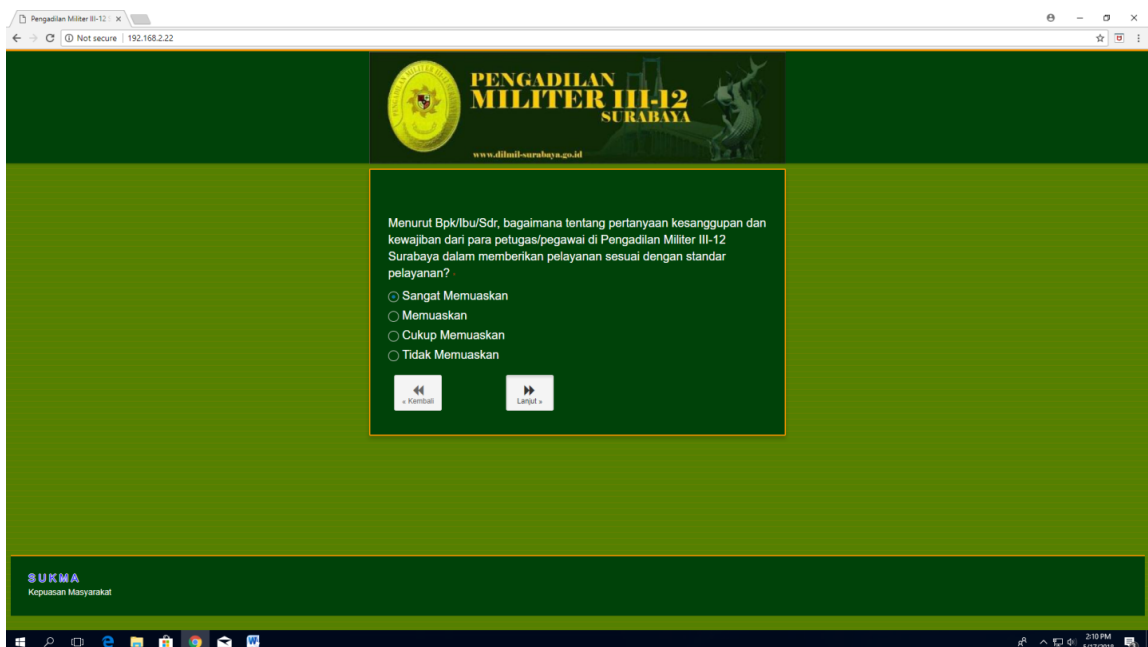 Pengadilan Militer III-12
Not secure | 192.168.2.22
PENGADILAN
MILITER III-12
SURABAYA
www.dilmil-surabaya.go.id
Menurut Bpk/Ibu/Sdr, bagaimana tentang pertanyaan kesanggupan dan
kewajiban dari para petugas/pegawai di Pengadilan Militer III-12
Surabaya dalam memberikan pelayanan sesuai dengan standar
pelayanan?
Sangat Memuaskan
Memuaskan
Cukup Memuaskan
Tidak Memuaskan
« Kembali
Lanjut »
SUKMA
Kepuasan Masyarakat
2:10 PM
5/17/2018